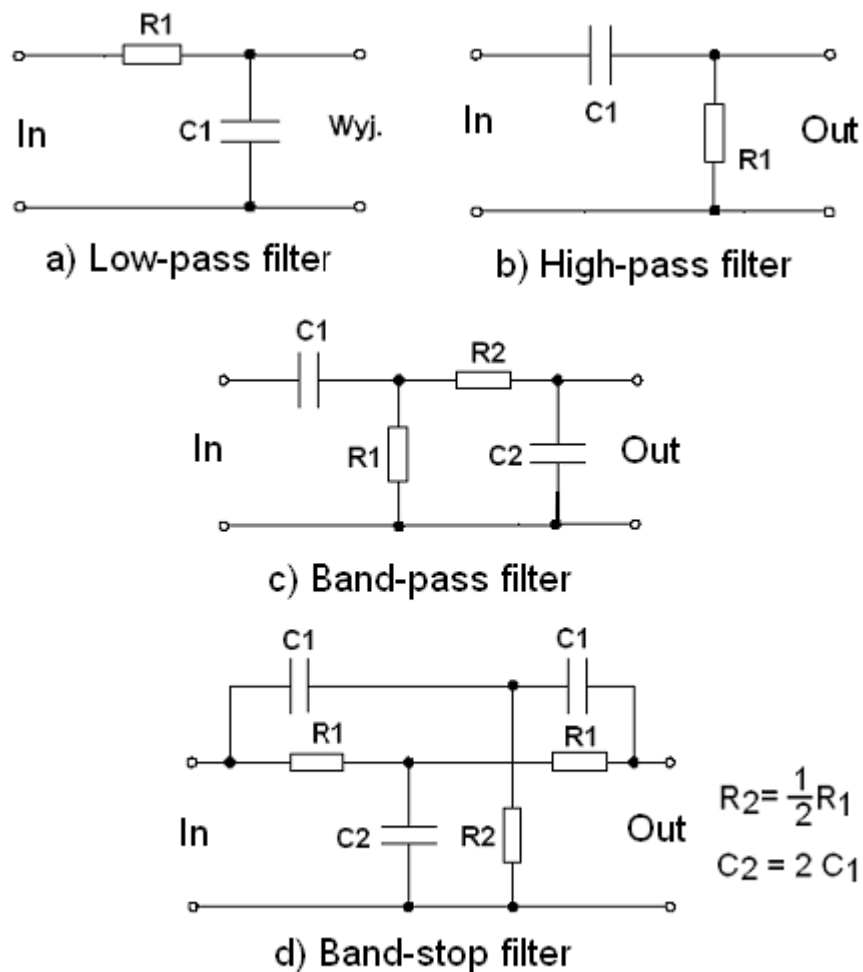 R1
In
C1
Wyj.
a) Low-pass filter
In
C1
R1
Out
b) High-pass filter
C1
R2
In
R1
C2
Out
c) Band-pass filter
C1
C1
R1
R1
In
C2
R2
Out
R2= 1/2 R1
C2 = 2 C1
d) Band-stop filter